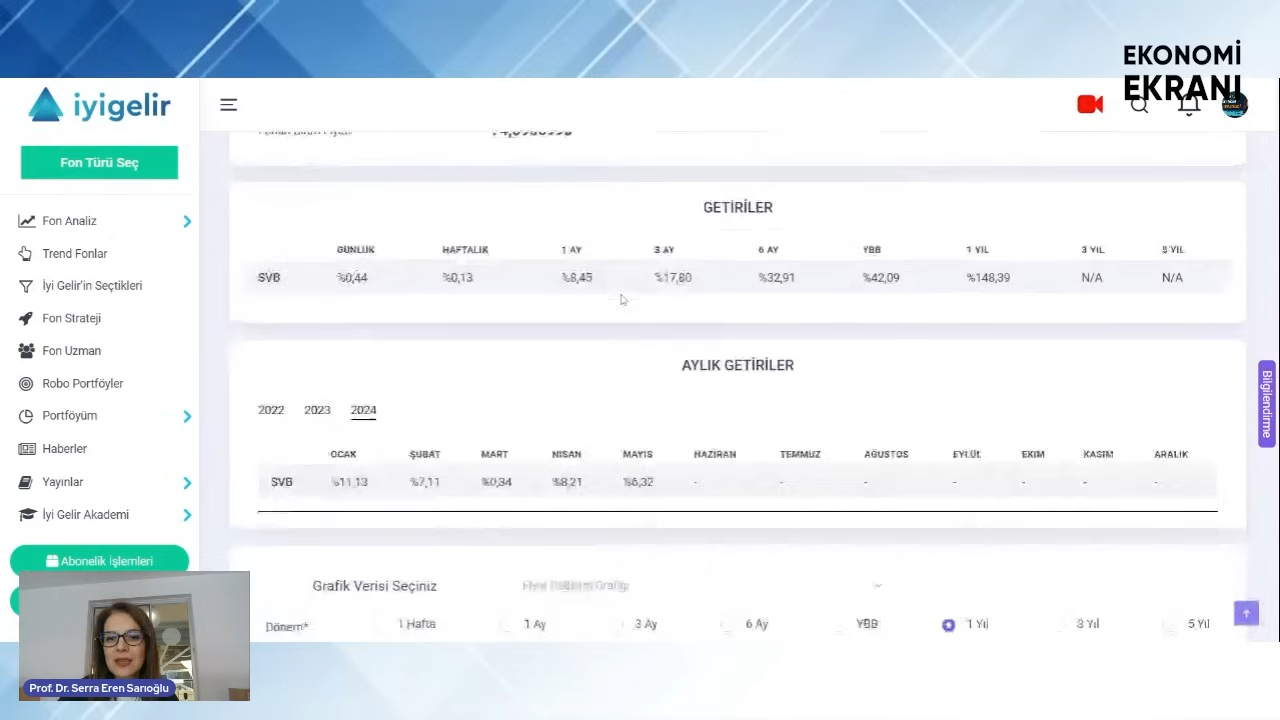 EKONOMİ
EKRANI
iyigelir
Fon Türü Seç
Fon Analiz
Trend Fonlar
İyi Gelir'in Seçtikleri
Fon Strateji
Fon Uzman
Robo Portföyler
Portföyüm
Haberler
Yayınlar
İyi Gelir Akademi
Abonelik İşlemleri
GETİRİLER
GÜNLÜK HAFTALIK 1 AY 3 AY 6 AY YBB 1 YIL 3 YIL 5 YIL
SVB %0,44 %0,13 %8,45 %17,80 %32,91 %42,09 %148,39 N/A N/A
AYLIK GETİRİLER
2022 2023 2024
OCAK ŞUBAT MART NİSAN MAYIS HAZİRAN TEMMUZ AĞUSTOS EYLÜL EKİM KASIM ARALIK
SVB %11,13 %7,11 %0,34 %8,21 %6,32 - - - - - - -
Grafik Verisi Seçiniz
Dönem* 1 Hafta 1 Ay 3 Ay 6 Ay YBB 1 Yıl 3 Yıl 5 Yıl
Bilgilendirme
Prof. Dr. Serra Eren Sarıoğlu